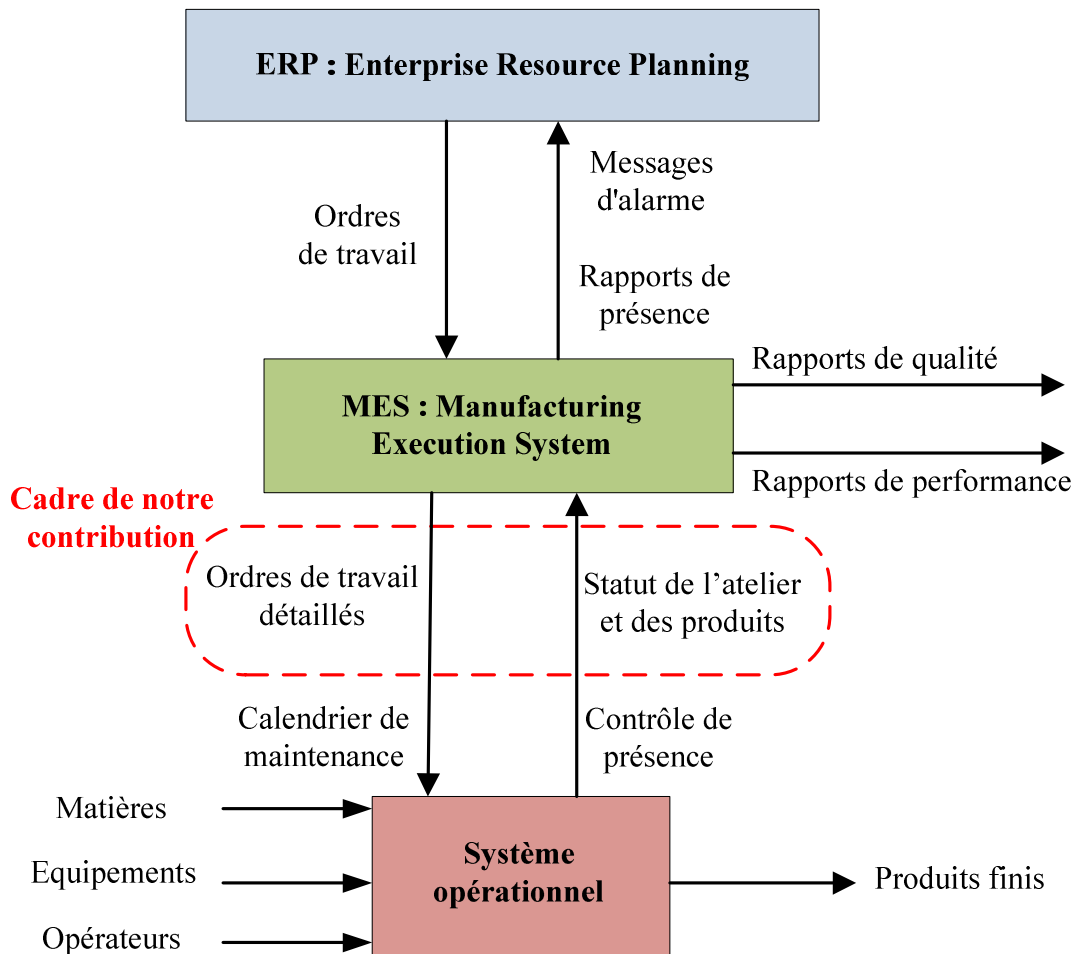 ERP : Enterprise Resource Planning
Messages
d'alarme
Ordres
de travail
Rapports de
présence
Rapports de qualité
MES : Manufacturing
Execution System
Rapports de performance
Cadre de notre
contribution
Ordres de travail
détaillés
Statut de l’atelier
et des produits
Calendrier de
maintenance
Contrôle de
présence
Matières
Equipements
Opérateurs
Système
opérationnel
Produits finis